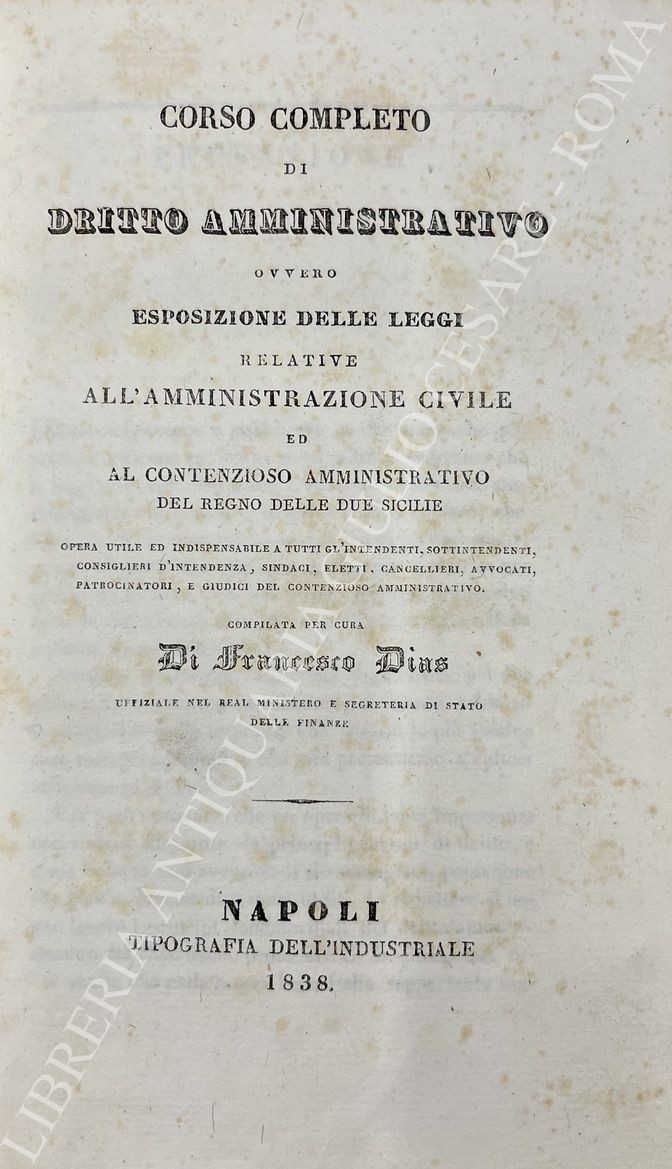 CORSO COMPLETO
DI
DRITTO AMMINISTRATIVO
OVVERO
ESPOSIZIONE DELLE LEGGI
RELATIVE
ALL'AMMINISTRAZIONE CIVILE
ED
AL CONTENZIOSO AMMINISTRATIVO
DEL REGNO DELLE DUE SICILIE
OPERA UTILE ED INDISPENSABILE A TUTTI GL'INTENDENTI, SOTTINTENDENTI,
CONSIGLIERI D'INTENDENZA, SINDACI, ELETTI, CANCELLIERI, AVVOCATI,
PATROCINATORI, E GIUDICI DEL CONTENZIOSO AMMINISTRATIVO.
COMPILATA PER CURA
Di Francesco Dias
UFFIZIALE NEL REAL MINISTERO E SEGRETERIA DI STATO
DELLE FINANZE
NAPOLI
TIPOGRAFIA DELL'INDUSTRIALE
1838.
LIBRERIA ANTIQUARIA GIULIO CESARE - ROMA